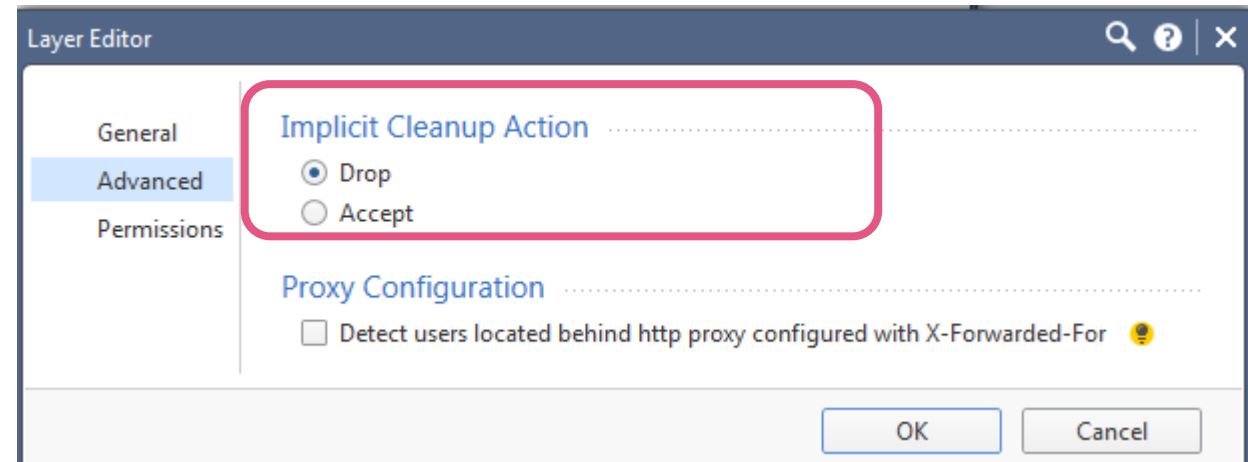 Layer Editor
General
Advanced
Permissions
Implicit Cleanup Action
Drop
Accept
Proxy Configuration
Detect users located behind http proxy configured with X-Forwarded-For
OK
Cancel